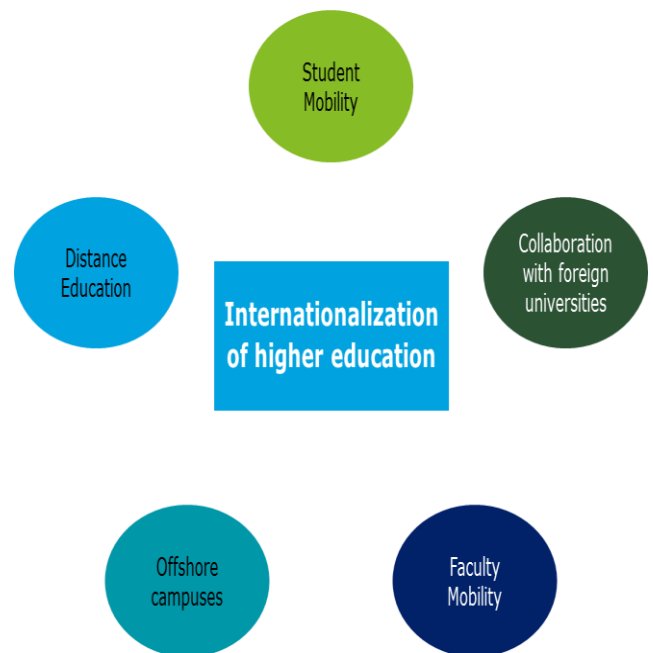 Student
Mobility
Distance
Education
Collaboration
with foreign
universities
Internationalization
of higher education
Offshore
campuses
Faculty
Mobility